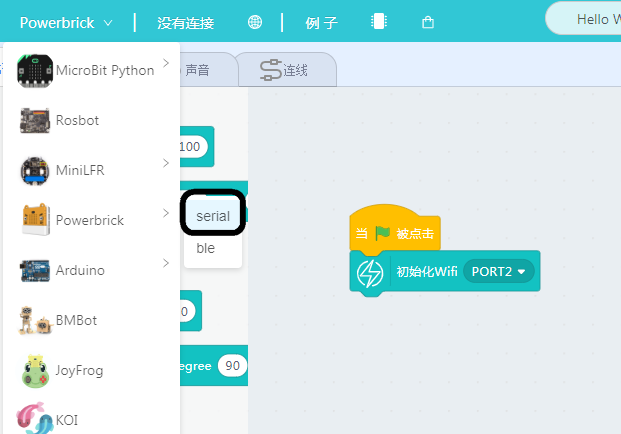 Powerbrick
没有连接
例 子
Hello W
声音
连线
MicroBit Python
Rosbot
MiniLFR
Powerbrick
Arduino
BMBot
JoyFrog
KOI
100
serial
ble
0
egree 90
当 被点击
初始化Wifi PORT2